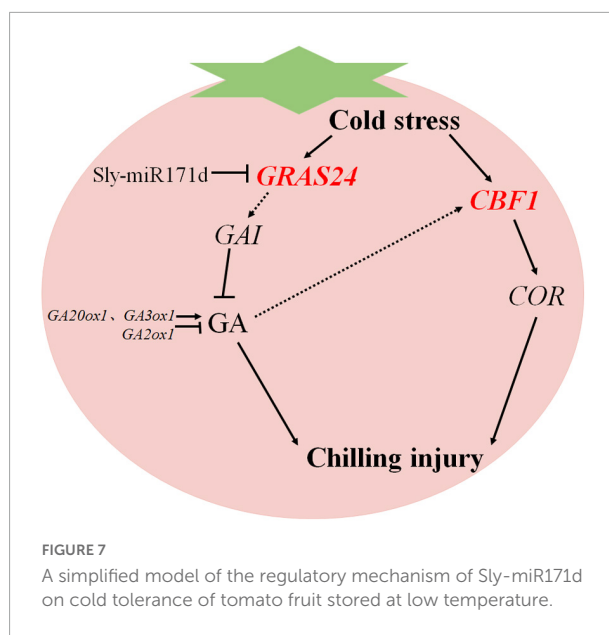 Cold stress
Sly-miR171d
GRAS24
CBF1
GAI
COR
GA20ox1、GA3ox1
GA2ox1
GA
Chilling injury
FIGURE 7
A simplified model of the regulatory mechanism of Sly-miR171d
on cold tolerance of tomato fruit stored at low temperature.